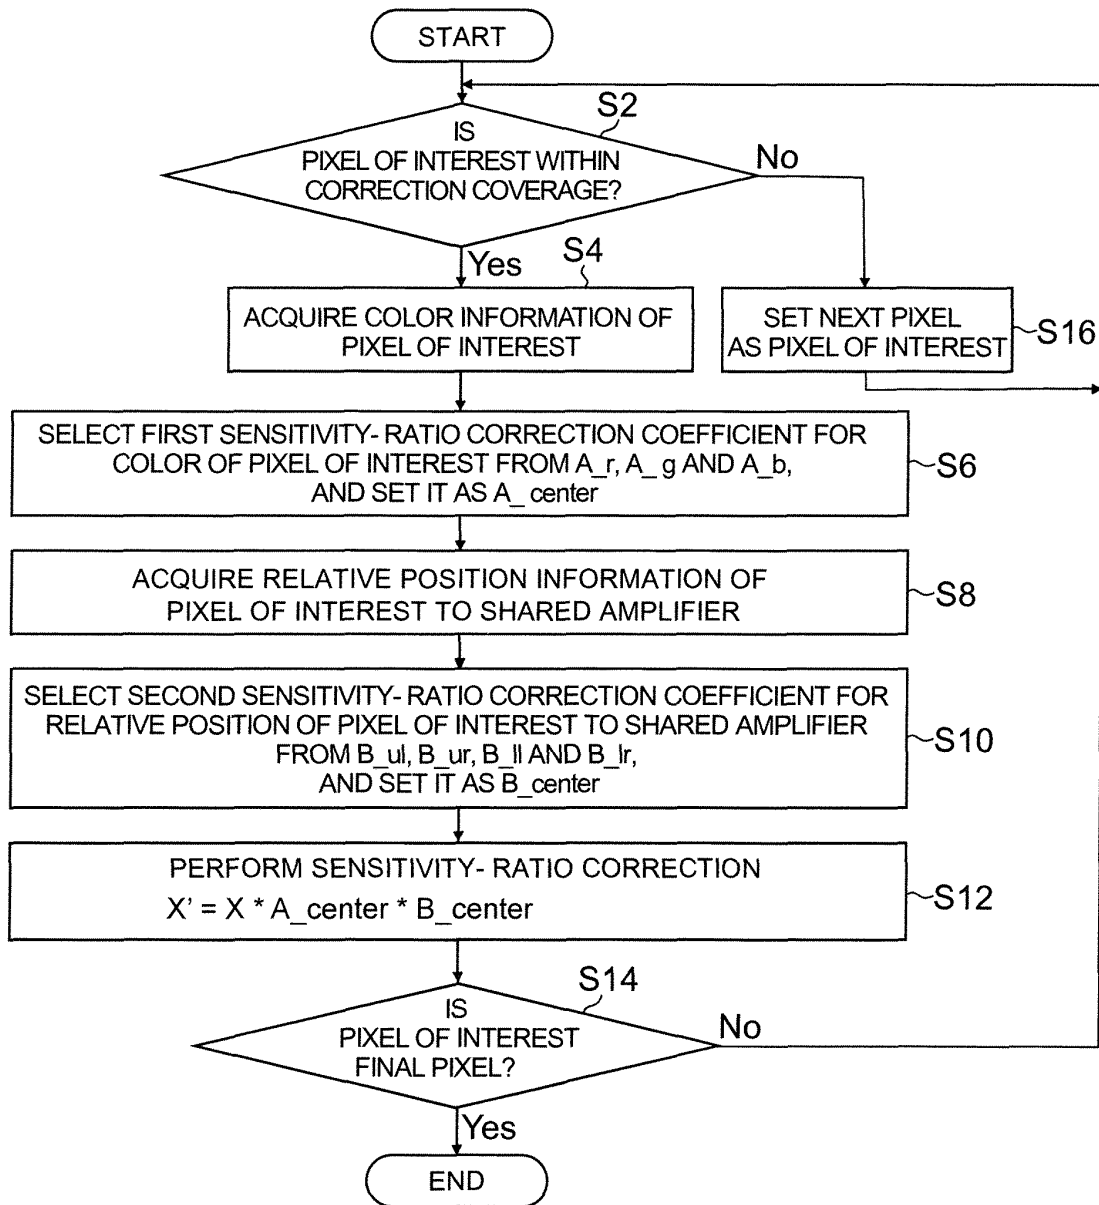 START
S2
IS
PIXEL OF INTEREST WITHIN
CORRECTION COVERAGE?
No
Yes
S4
ACQUIRE COLOR INFORMATION OF
PIXEL OF INTEREST
SET NEXT PIXEL
AS PIXEL OF INTEREST
S16
SELECT FIRST SENSITIVITY- RATIO CORRECTION COEFFICIENT FOR
COLOR OF PIXEL OF INTEREST FROM A_r, A_g AND A_b,
AND SET IT AS A_center
S6
ACQUIRE RELATIVE POSITION INFORMATION OF
PIXEL OF INTEREST TO SHARED AMPLIFIER
S8
SELECT SECOND SENSITIVITY- RATIO CORRECTION COEFFICIENT FOR
RELATIVE POSITION OF PIXEL OF INTEREST TO SHARED AMPLIFIER
FROM B_ul, B_ur, B_ll AND B_lr,
AND SET IT AS B_center
S10
PERFORM SENSITIVITY- RATIO CORRECTION
X' = X * A_center * B_center
S12
S14
IS
PIXEL OF INTEREST
FINAL PIXEL?
No
Yes
END